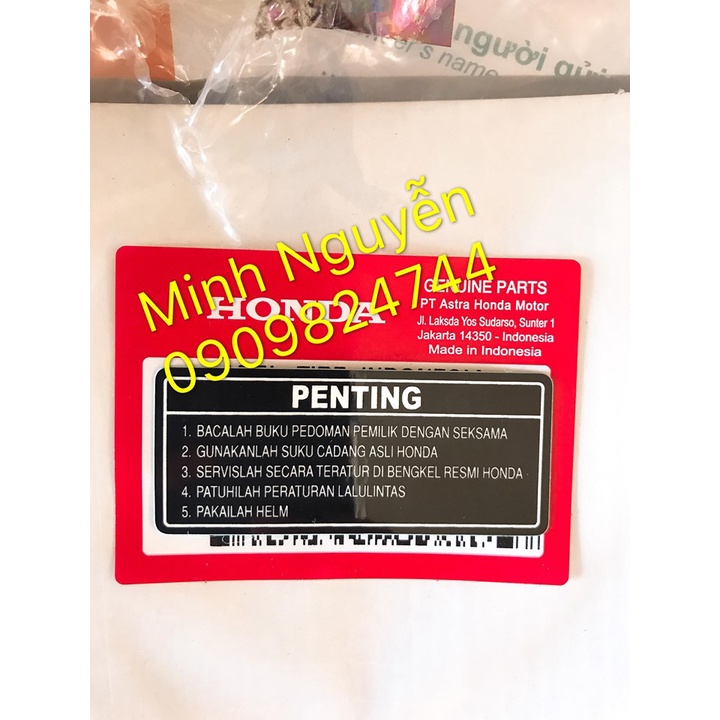 người gửi
er's name
Minh Nguyễn
0909824744
HONDA
GENUINE PARTS
PT Astra Honda Motor
Jl. Laksda Yos Sudarso, Sunter 1
Jakarta 14350 - Indonesia
Made in Indonesia
PENTING
1. BACALAH BUKU PEDOMAN PEMILIK DENGAN SEKSAMA
2. GUNAKANLAH SUKU CADANG ASLI HONDA
3. SERVISLAH SECARA TERATUR DI BENGKEL RESMI HONDA
4. PATUHILAH PERATURAN LALULINTAS
5. PAKAILAH HELM